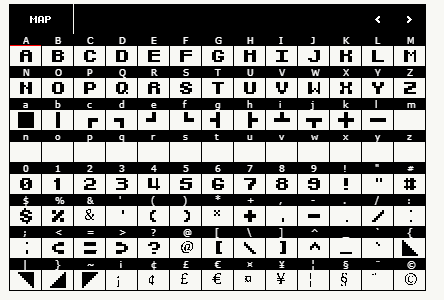 MAP < >
A B C D E F G H I J K L M
A B C D E F G H I J K L M
N O P Q R S T U V W X Y Z
N O P Q R S T U V W X Y Z
a b c d e f g h i j k l m
n o p q r s t u v w x y z
0 1 2 3 4 5 6 7 8 9 ! " #
0 1 2 3 4 5 6 7 8 9 ! " #
$ % & ' ( ) * + , - . / :
$ % & ' ( ) * + , - . / :
; < = > ? @ [ \ ] ^ _ ` {
; < = > ? @ [ \ ] ^ _ `
| } ~ ¡ ¢ £ € ¤ ¥ ¦ § ¨ ©
¡ ¢ £ € ¤ ¥ ¦ § ¨ ©